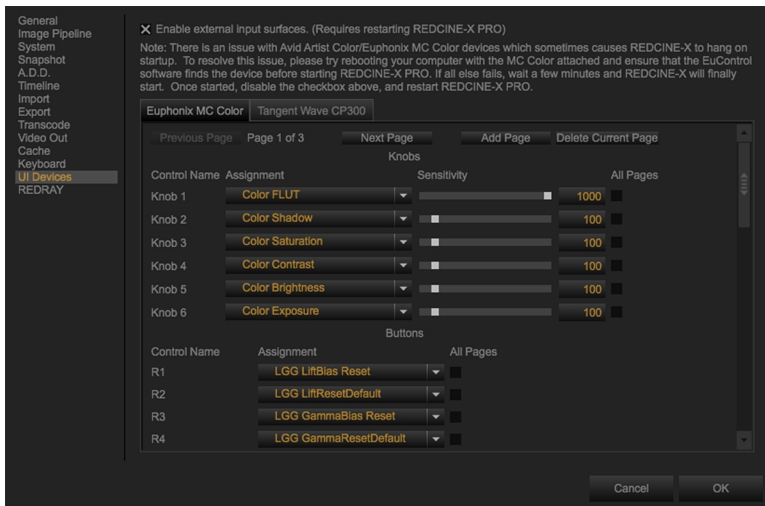 General
Image Pipeline
System
Snapshot
A.D.D.
Timeline
Import
Export
Transcode
Video Out
Cache
Keyboard
UI Devices
REDRAY
Enable external input surfaces. (Requires restarting REDCINE-X PRO)
Note: There is an issue with Avid Artist Color/Euphonix MC Color devices which sometimes causes REDCINE-X to hang on
startup. To resolve this issue, please try rebooting your computer with the MC Color attached and ensure that the EuControl
software finds the device before starting REDCINE-X PRO. If all else fails, wait a few minutes and REDCINE-X will finally
start. Once started, disable the checkbox above, and restart REDCINE-X PRO.
Euphonix MC Color Tangent Wave CP300
Previous Page Page 1 of 3 Next Page Add Page Delete Current Page
Knobs
Control Name Assignment Sensitivity All Pages
Knob 1 Color FLUT 1000
Knob 2 Color Shadow 100
Knob 3 Color Saturation 100
Knob 4 Color Contrast 100
Knob 5 Color Brightness 100
Knob 6 Color Exposure 100
Buttons
Control Name Assignment All Pages
R1 LGG LiftBias Reset
R2 LGG LiftResetDefault
R3 LGG GammaBias Reset
R4 LGG GammaResetDefault
Cancel OK